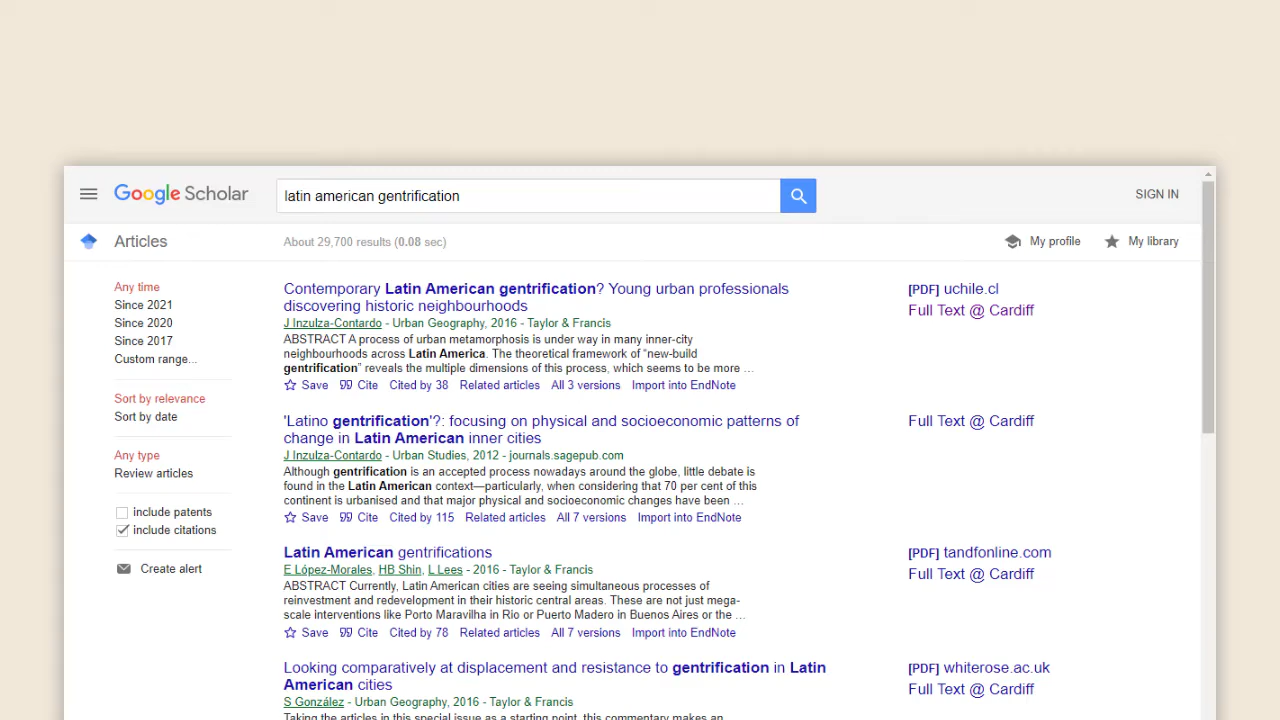 Google Scholar
latin american gentrification
SIGN IN
Articles
About 29,700 results (0.08 sec)
My profile
My library
Any time
Since 2021
Since 2020
Since 2017
Custom range...
Sort by relevance
Sort by date
Any type
Review articles
include patents
include citations
Create alert
Contemporary Latin American gentrification? Young urban professionals
discovering historic neighbourhoods
J Inzulza-Contardo - Urban Geography, 2016 - Taylor & Francis
ABSTRACT A process of urban metamorphosis is under way in many inner-city
neighbourhoods across Latin America. The theoretical framework of “new-build
gentrification” reveals the multiple dimensions of this process, which seems to be more …
Save Cite Cited by 38 Related articles All 3 versions Import into EndNote
[PDF] uchile.cl
Full Text @ Cardiff
'Latino gentrification'?: focusing on physical and socioeconomic patterns of
change in Latin American inner cities
J Inzulza-Contardo - Urban Studies, 2012 - journals.sagepub.com
Although gentrification is an accepted process nowadays around the globe, little debate is
found in the Latin American context—particularly, when considering that 70 per cent of this
continent is urbanised and that major physical and socioeconomic changes have been …
Save Cite Cited by 115 Related articles All 7 versions Import into EndNote
Full Text @ Cardiff
Latin American gentrifications
E López-Morales, HB Shin, L Lees - 2016 - Taylor & Francis
ABSTRACT Currently, Latin American cities are seeing simultaneous processes of
reinvestment and redevelopment in their historic central areas. These are not just mega-
scale interventions like Porto Maravilha in Rio or Puerto Madero in Buenos Aires or the …
Save Cite Cited by 78 Related articles All 7 versions Import into EndNote
[PDF] tandfonline.com
Full Text @ Cardiff
Looking comparatively at displacement and resistance to gentrification in Latin
American cities
S González - Urban Geography, 2016 - Taylor & Francis
Taking the articles in this special issue as a starting point, this commentary makes an
[PDF] whiterose.ac.uk
Full Text @ Cardiff